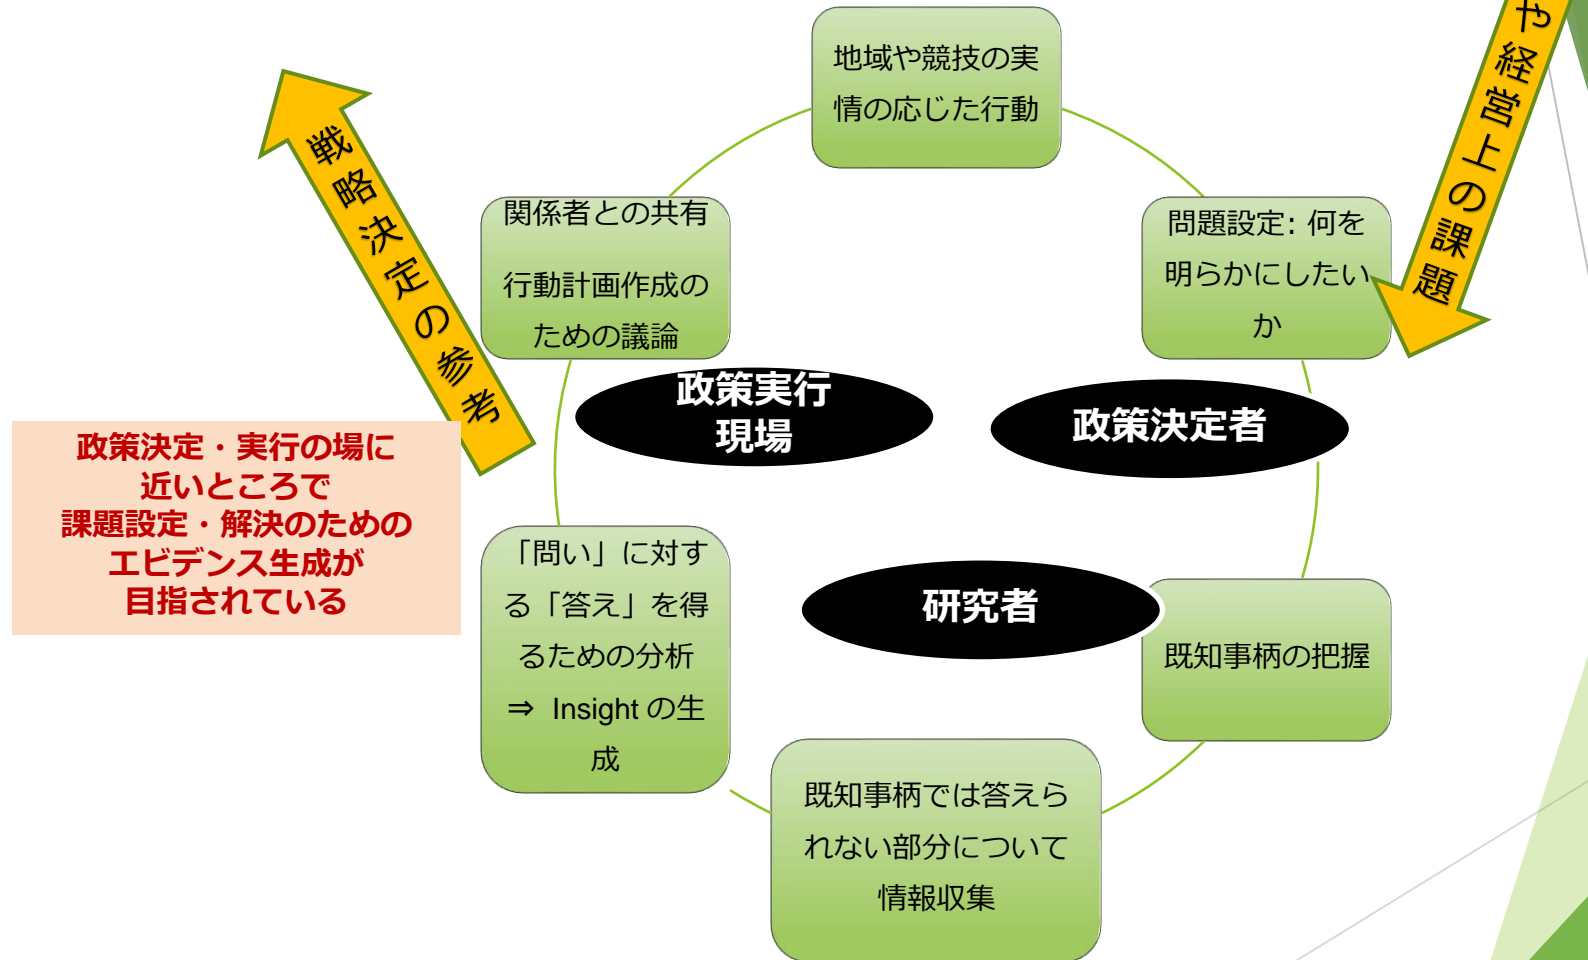 地域や競技の実
情の応じた行動
や経営上の課題
戦略決定の参考
関係者との共有
行動計画作成の
ための議論
問題設定: 何を
明らかにしたい
か
政策実行
現場
政策決定者
政策決定・実行の場に
近いところで
課題設定・解決のための
エビデンス生成が
目指されている
「問い」に対す
る「答え」を得
るための分析
⇒ Insight の生
成
研究者
既知事柄の把握
既知事柄では答えら
れない部分について
情報収集